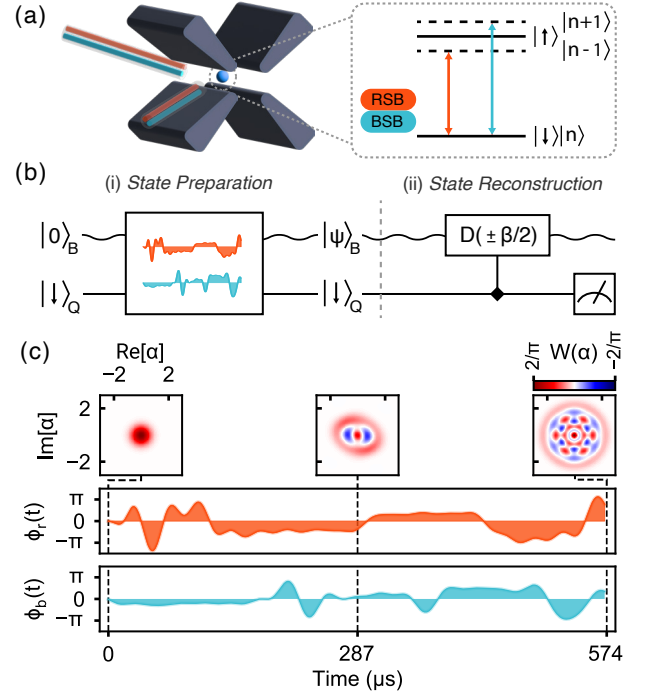 (a)
|n+1⟩
|↑⟩
|n−1⟩
RSB
BSB
|↓⟩|n⟩
(b)
(i) State Preparation
(ii) State Reconstruction
|0⟩B
|ψ⟩B
D(±β/2)
|↓⟩Q
|↓⟩Q
(c)
Re[α]
−2 2
2/π
W(α)
−2/π
Im[α]
2
−2
π
0
−π
ϕr(t)
π
0
−π
ϕb(t)
0 287 574
Time (μs)